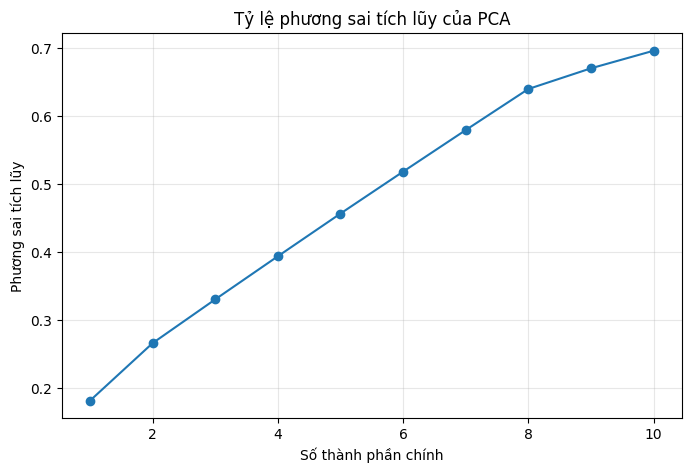 Tỷ lệ phương sai tích lũy của PCA
0.7
0.6
0.5
0.4
0.3
0.2
Phương sai tích lũy
2 4 6 8 10
Số thành phần chính